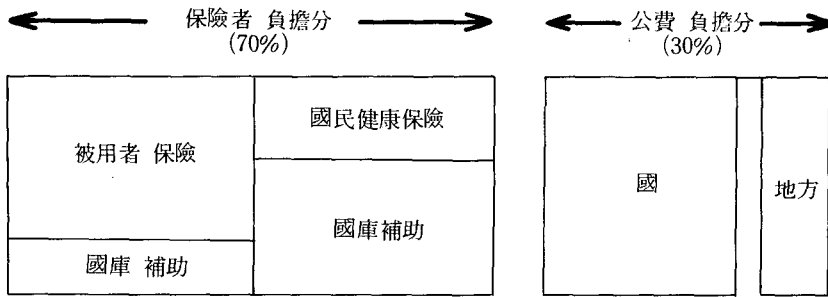 保險者 負擔分
(70%)
公費 負擔分
(30%)
被用者 保險
國庫 補助
國民健康保險
國庫補助
國
地方